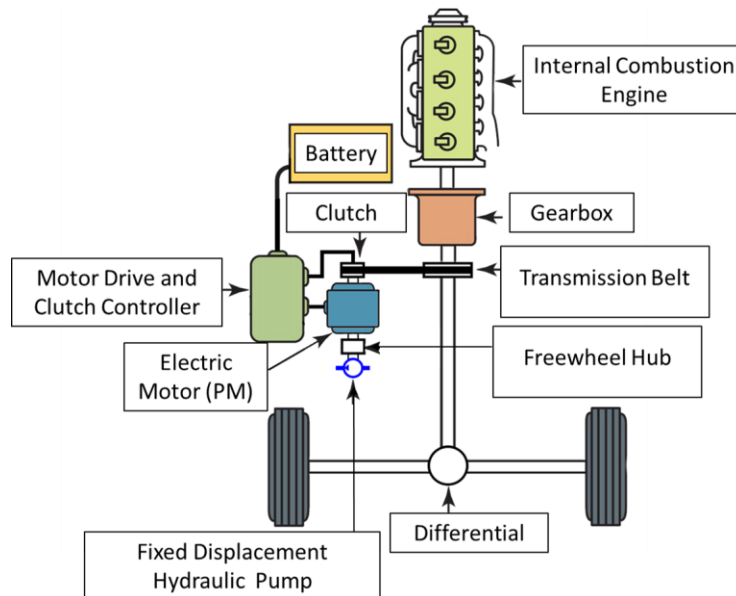 Internal Combustion
Engine
Battery
Clutch
Gearbox
Motor Drive and
Clutch Controller
Transmission Belt
Electric
Motor (PM)
Freewheel Hub
Differential
Fixed Displacement
Hydraulic Pump